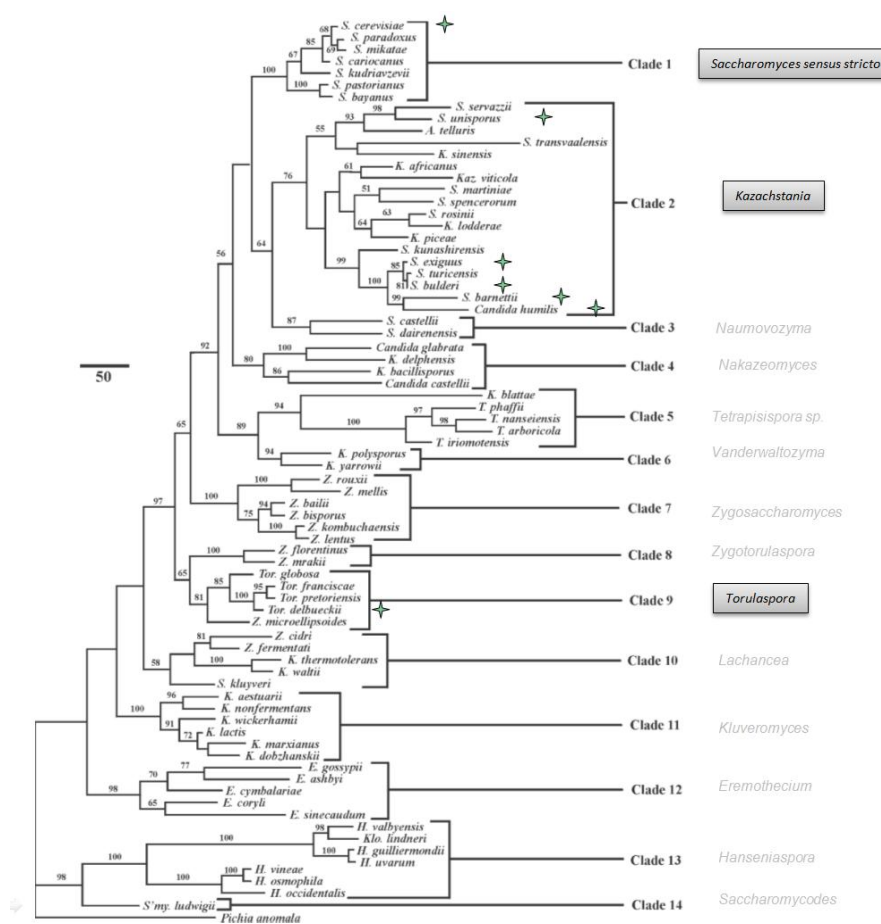 68
S. cerevisiae
85
S. paradoxus
69
S. mikatae
67
S. cariocanus
100
S. kudriavzevii
Clade 1
Saccharomyces sensus stricto
100
S. pastorianus
S. bayanus
98
S. servazzii
93
S. unisporus
55
A. telluris
S. transvaalensis
76
K. sinensis
61
K. africanus
Kaz. viticola
51
S. martiniae
Clade 2
Kazachstania
S. spencerorum
63
S. rosinii
64
K. lodderae
K. piceae
56
64
99
S. kunashirensis
85
S. exiguus
100
S. turicensis
81
S. bulderi
99
S. barnettii
Candida humilis
87
S. castellii
Clade 3
Naumovozyma
S. dairenensis
92
100
Candida glabrata
80
K. delphensis
Clade 4
Nakazeomyces
50
86
K. bacillisporus
Candida castellii
94
K. blattae
97
T. phaffii
65
89
100
98
T. nanseiensis
Clade 5
Tetrapisispora sp.
T. arboricola
T. iriomotensis
94
K. polysporus
Clade 6
Vanderwaltozyma
K. yarrowii
100
Z. rouxii
Z. mellis
97
94
Z. bailii
Clade 7
Zygosaccharomyces
75
Z. bisporus
100
Z. kombuchaensis
Z. lentus
100
Z. florentinus
Clade 8
Zygotorulaspora
65
Z. mrakii
85
Tor. globosa
95
Tor. franciscae
81
100
Tor. pretoriensis
Clade 9
Torulaspora
Tor. delbueckii
Z. microellipsoides
81
Z. cidri
58
Z. fermentati
100
K. thermotolerans
Clade 10
Lachancea
K. waltii
S. kluyveri
96
K. aestuarii
100
K. nonfermentans
91
K. wickerhamii
Clade 11
Kluveromyces
72
K. lactis
K. marxianus
K. dobzhanskii
77
E. gossypii
70
E. ashbyi
98
E. cymbalariae
Clade 12
Eremothecium
65
E. coryli
E. sinecaudum
98
H. valbyensis
100
Klo. lindneri
100
100
H. guilliermondii
Clade 13
Hanseniaspora
H. uvarum
100
100
H. vineae
98
H. osmophila
H. occidentalis
S'my. ludwigii
Clade 14
Saccharomycodes
Pichia anomala